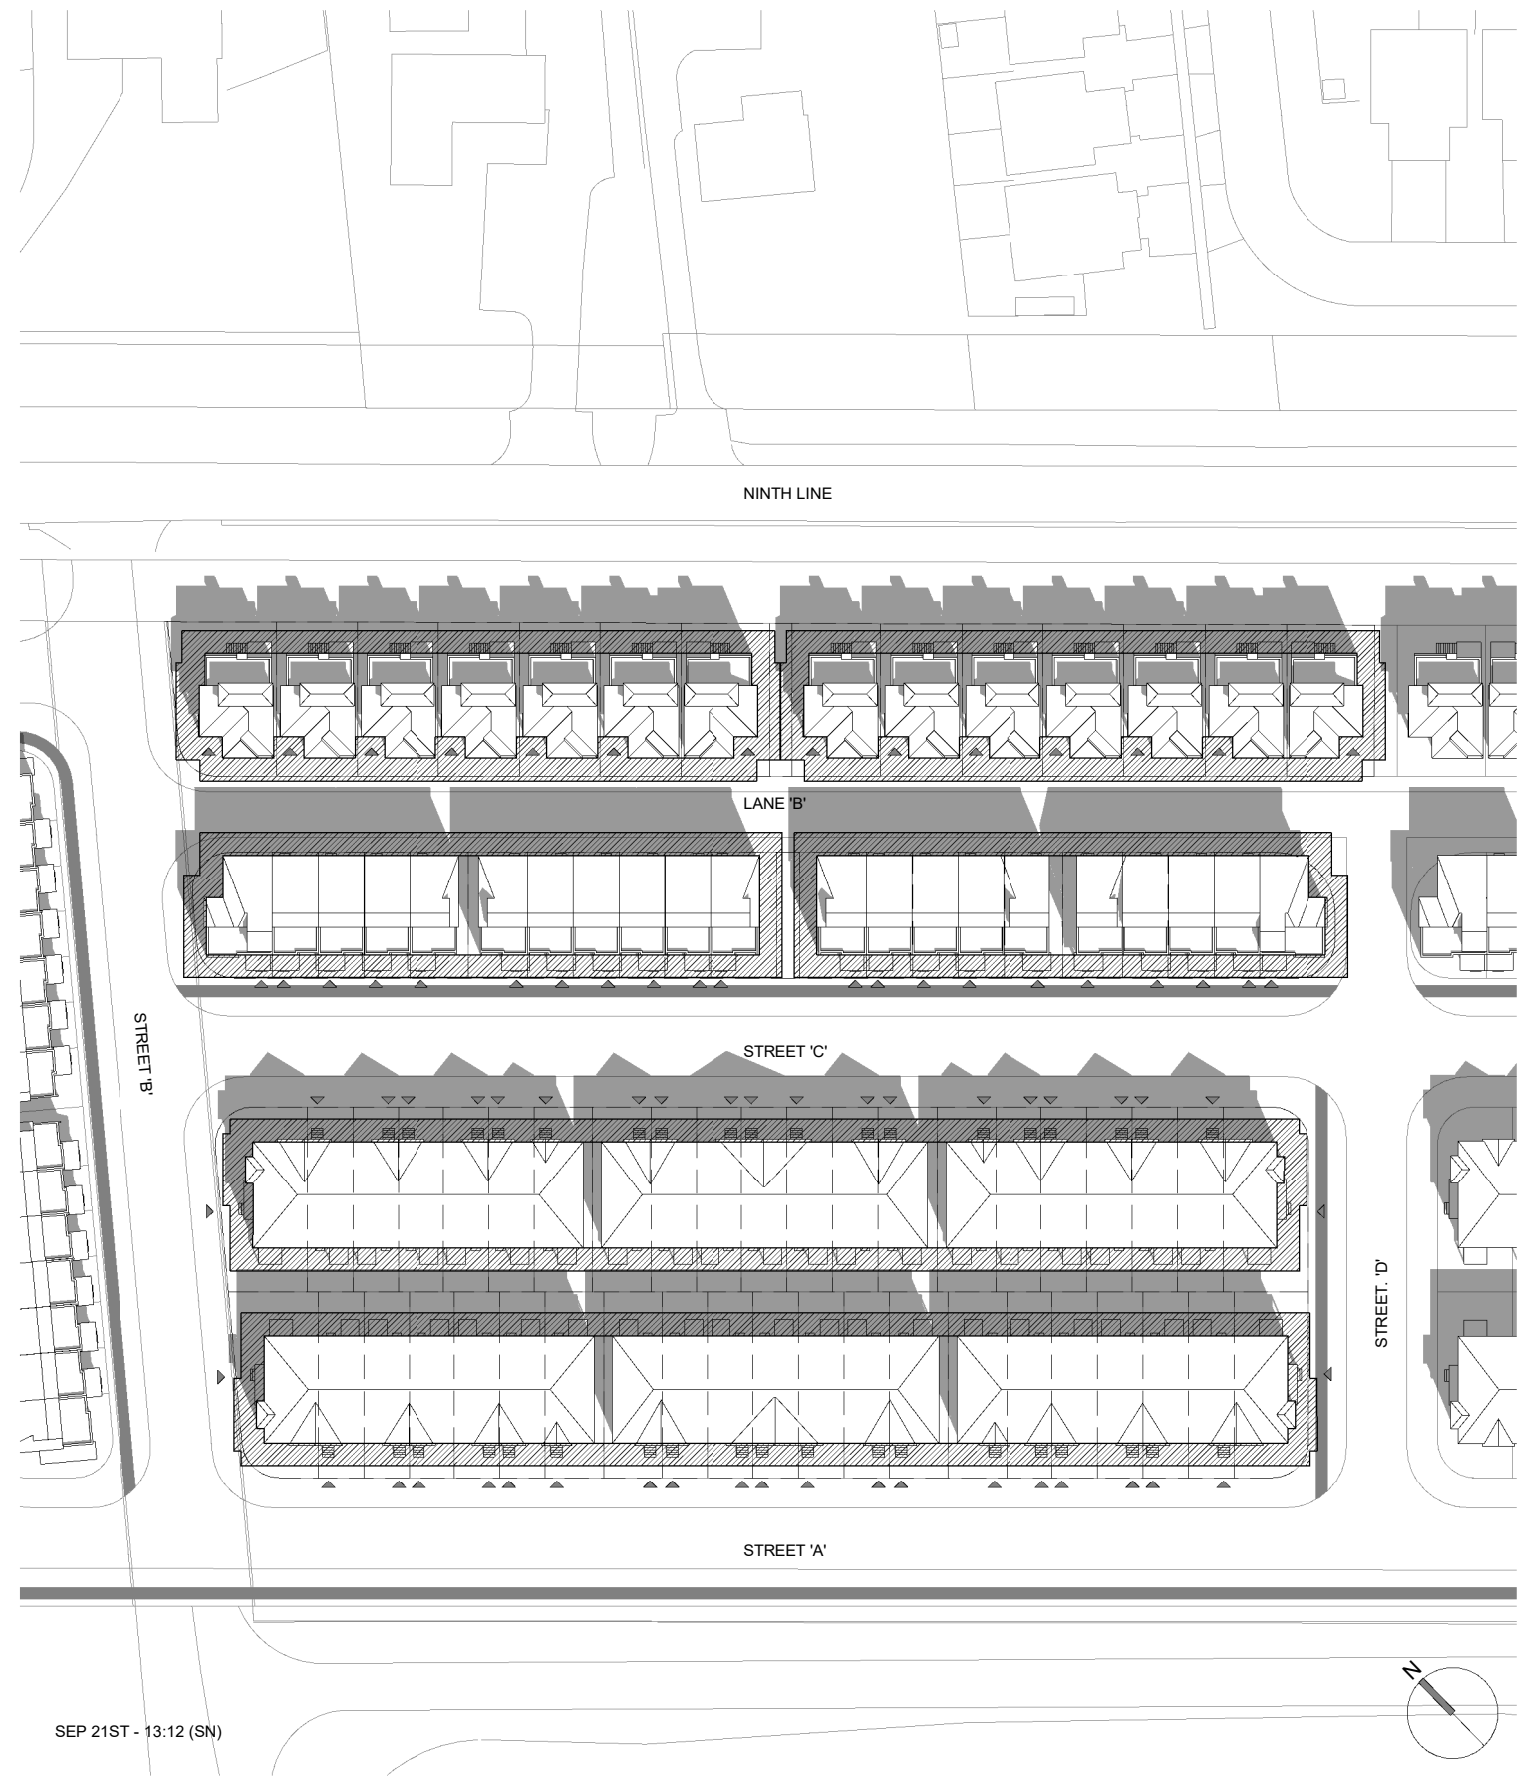 NINTH LINE
LANE 'B'
STREET 'B'
STREET 'C'
STREET. 'D'
STREET 'A'
N
SEP 21ST - 13:12 (SN)